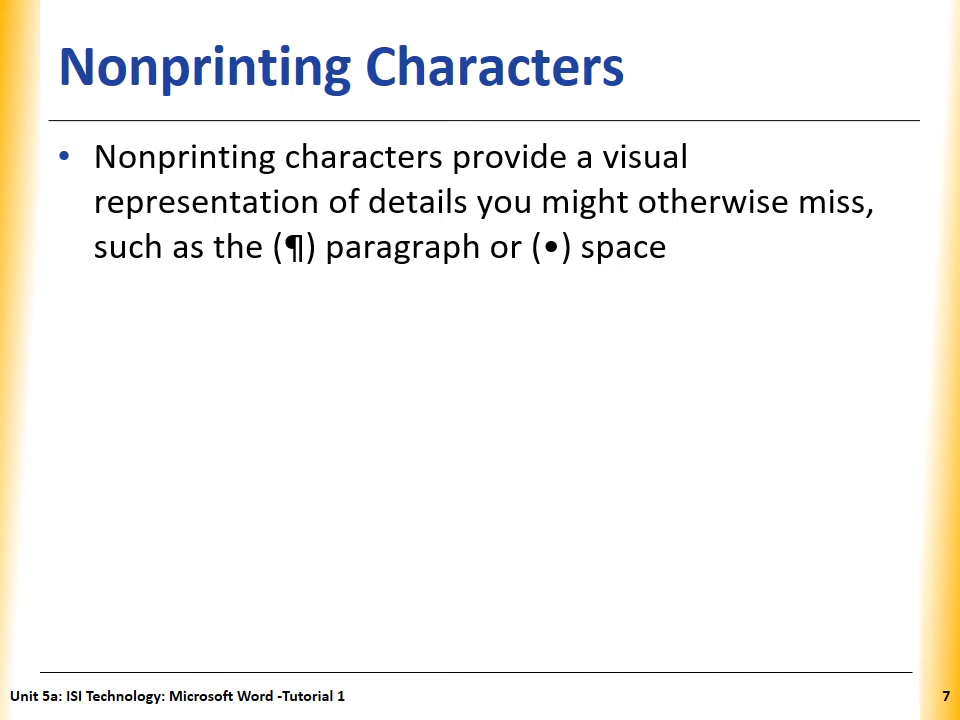 Nonprinting Characters
• Nonprinting characters provide a visual
representation of details you might otherwise miss,
such as the (¶) paragraph or (•) space
Unit 5a: ISI Technology: Microsoft Word -Tutorial 1
7